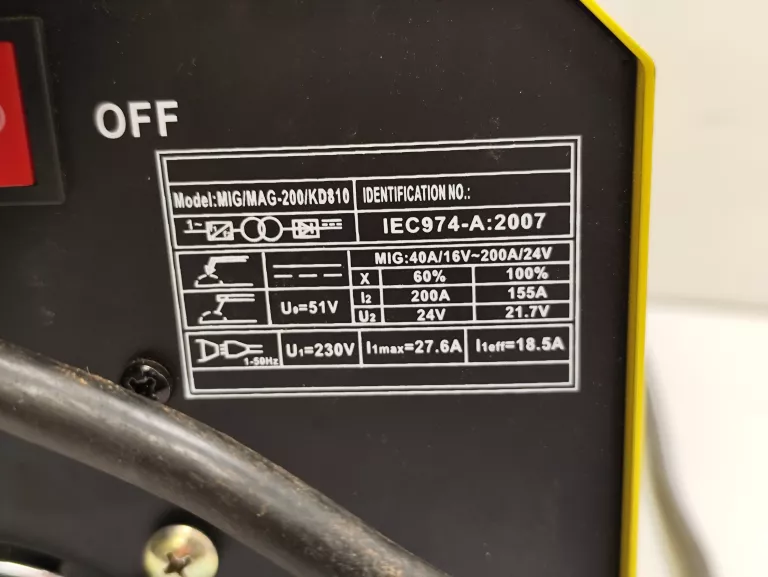 OFF
Model:MIG/MAG-200/KD810 IDENTIFICATION NO.:
1~ IEC974-A:2007
MIG:40A/16V~200A/24V
X 60% 100%
U₀=51V I₂ 200A 155A
U₂ 24V 21.7V
1~50Hz U₁=230V I₁max=27.6A I₁eff=18.5A